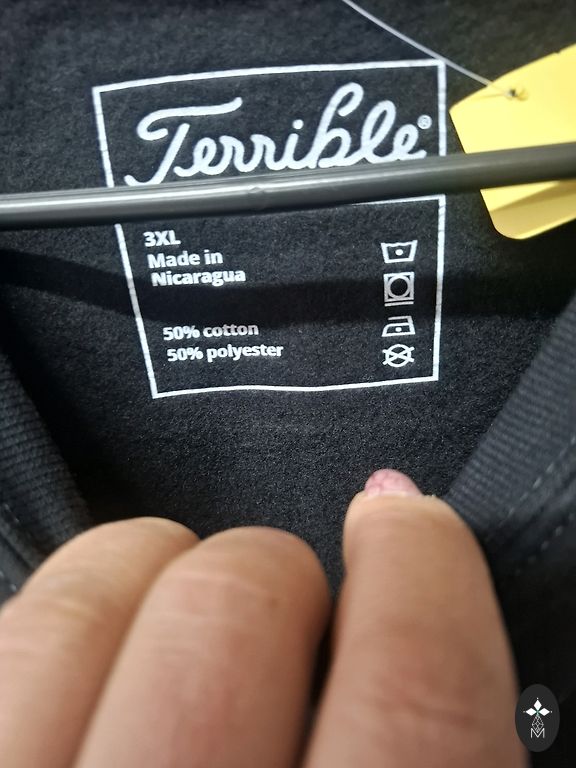 Terrible®
3XL
Made in
Nicaragua
50% cotton
50% polyester
M